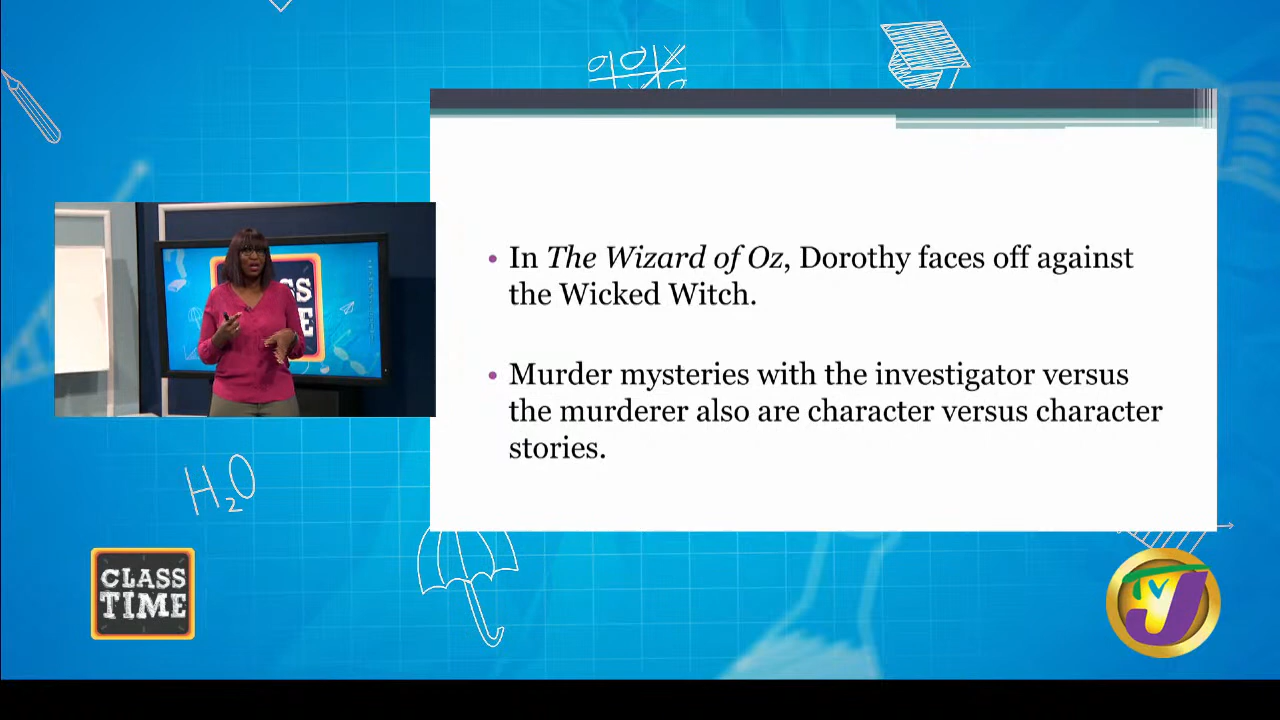 In The Wizard of Oz, Dorothy faces off against
the Wicked Witch.
Murder mysteries with the investigator versus
the murderer also are character versus character
stories.
H₂O
CLASS
TIME
TVJ